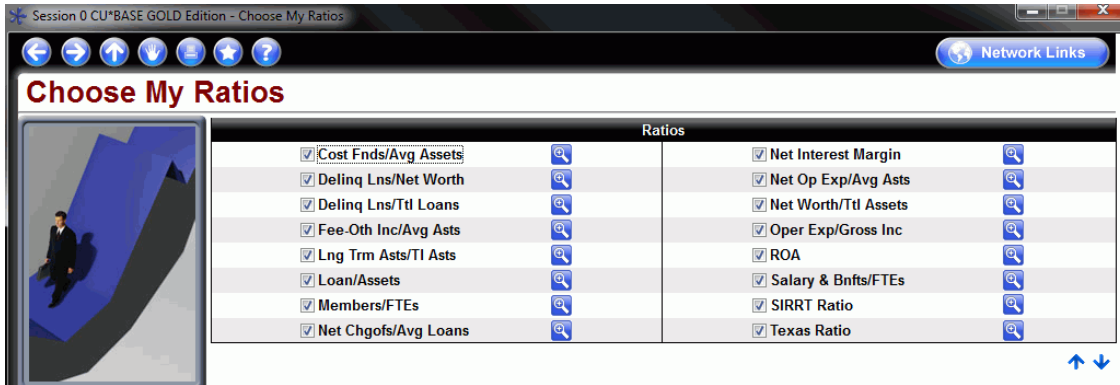 Session 0 CU*BASE GOLD Edition - Choose My Ratios
Network Links
Choose My Ratios
Ratios
Cost Fnds/Avg Assets
Net Interest Margin
Delinq Lns/Net Worth
Net Op Exp/Avg Asts
Delinq Lns/Ttl Loans
Net Worth/Ttl Assets
Fee-Oth Inc/Avg Asts
Oper Exp/Gross Inc
Lng Trm Asts/Tl Asts
ROA
Loan/Assets
Salary & Bnfts/FTEs
Members/FTEs
SIRRT Ratio
Net Chgofs/Avg Loans
Texas Ratio